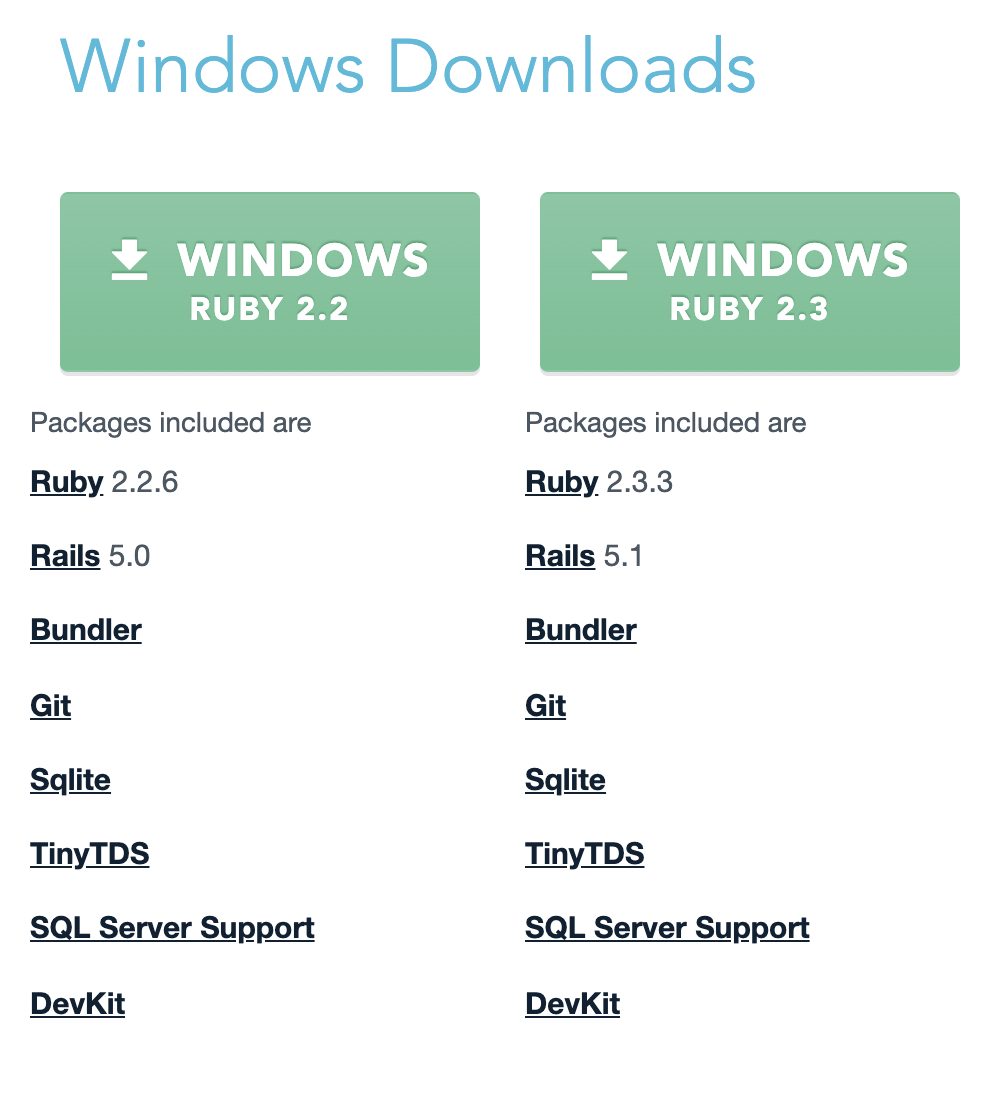 Windows Downloads
WINDOWS
RUBY 2.2
Packages included are
Ruby 2.2.6
Rails 5.0
Bundler
Git
Sqlite
TinyTDS
SQL Server Support
DevKit
WINDOWS
RUBY 2.3
Packages included are
Ruby 2.3.3
Rails 5.1
Bundler
Git
Sqlite
TinyTDS
SQL Server Support
DevKit